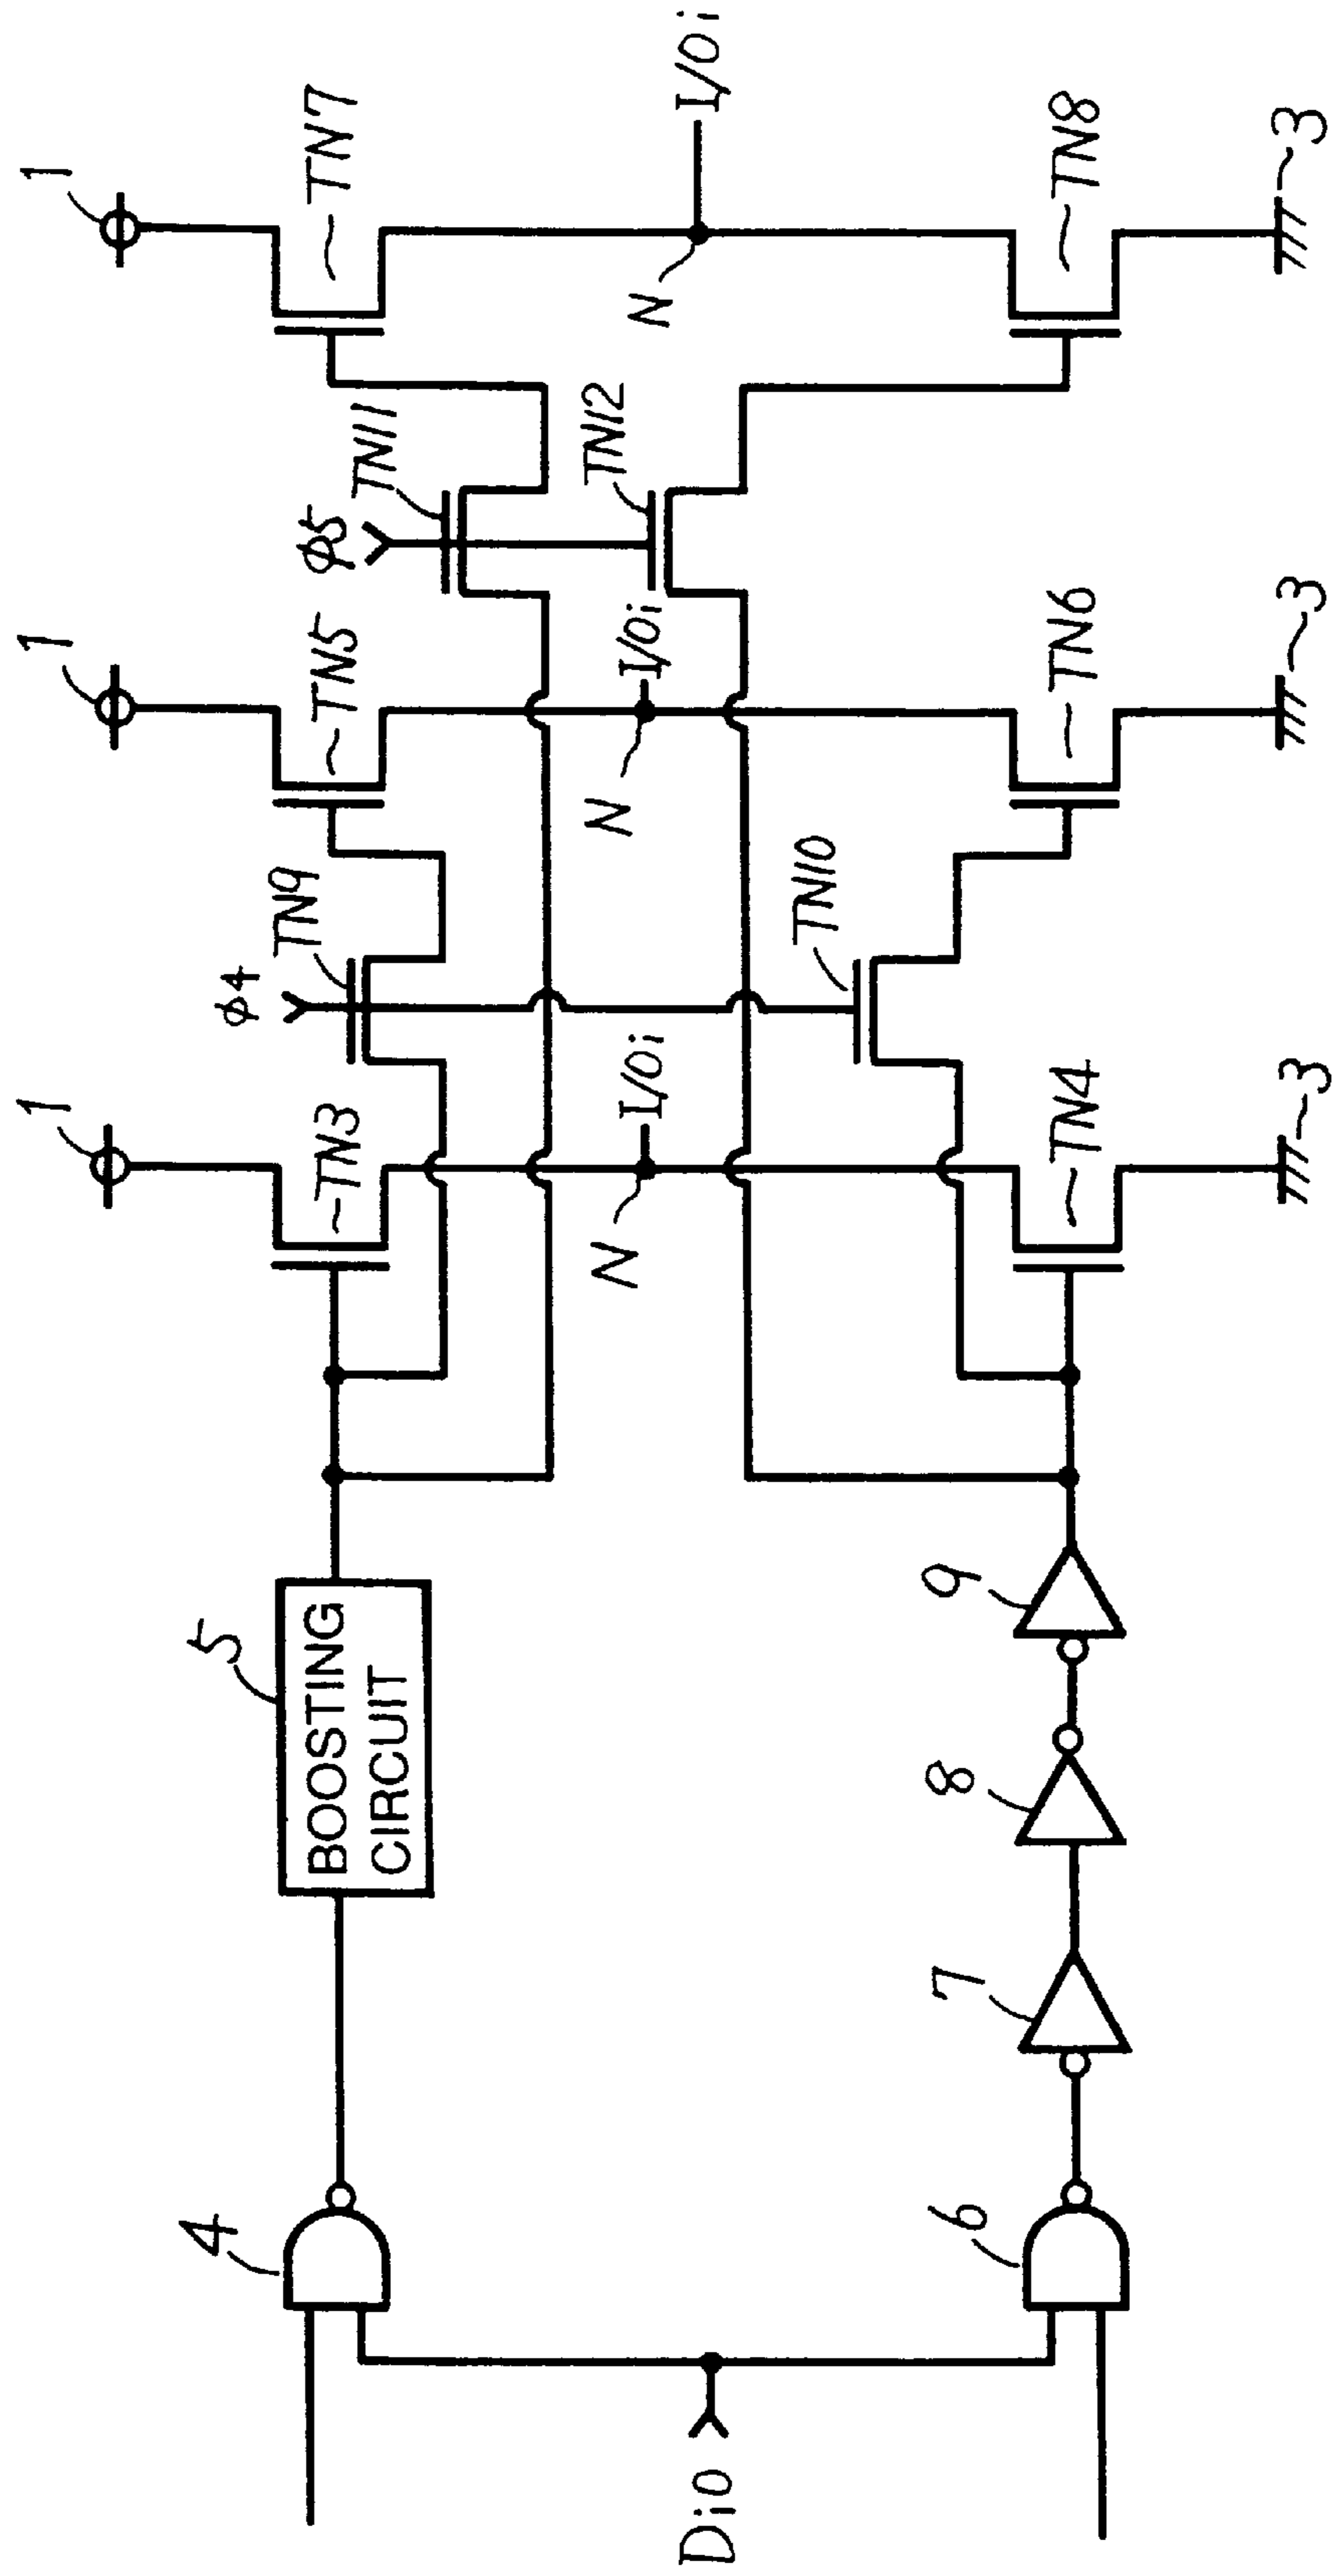 1
1
1
TN3
TN5
TN7
φ4
TN9
φ5
TN11
5
BOOSTING
CIRCUIT
4
N
I/Oi
N
I/Oi
N
I/Oi
TN12
TN10
Dio
6
7
8
9
TN4
TN6
TN8
3
3
3